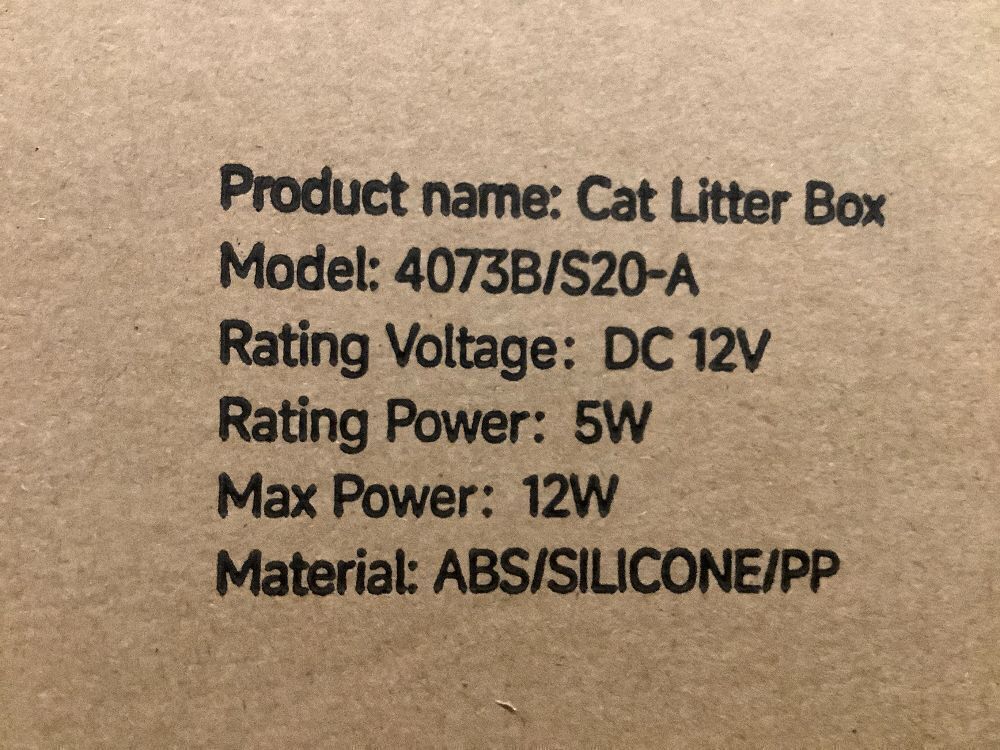 Product name: Cat Litter Box
Model: 4073B/S20-A
Rating Voltage: DC 12V
Rating Power: 5W
Max Power: 12W
Material: ABS/SILICONE/PP